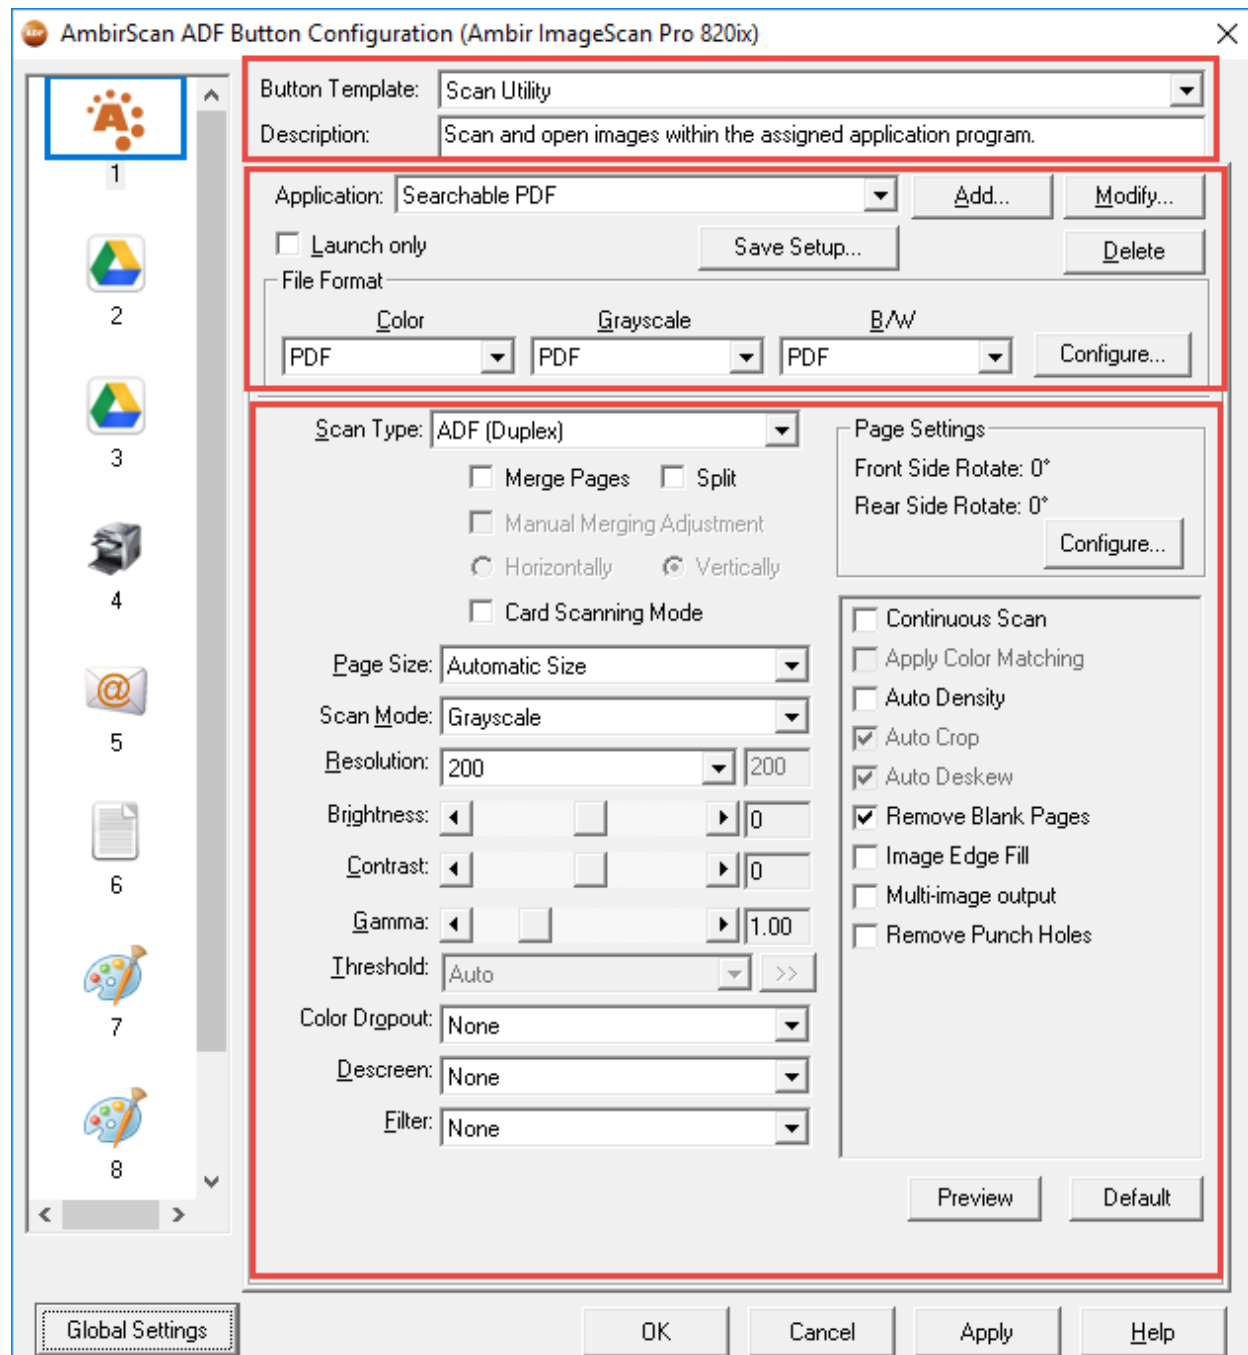 AmbirScan ADF Button Configuration (Ambir ImageScan Pro 820ix)
Button Template: Scan Utility
Description: Scan and open images within the assigned application program.
1
Application: Searchable PDF Add... Modify...
Launch only Save Setup... Delete
File Format
2
Color Grayscale B/W
PDF PDF PDF Configure...
Scan Type: ADF (Duplex) Page Settings
3
Merge Pages Split Front Side Rotate: 0°
Manual Merging Adjustment Rear Side Rotate: 0°
Horizontally Vertically Configure...
4
Card Scanning Mode Continuous Scan
Page Size: Automatic Size Apply Color Matching
Scan Mode: Grayscale Auto Density
5
Resolution: 200 200 Auto Crop
Auto Deskew
Brightness: 0 Remove Blank Pages
Contrast: 0 Image Edge Fill
6
Multi-image output
Gamma: 1.00 Remove Punch Holes
Threshold: Auto >>
7
Color Dropout: None
Descreen: None
Filter: None
8
Preview Default
Global Settings OK Cancel Apply Help